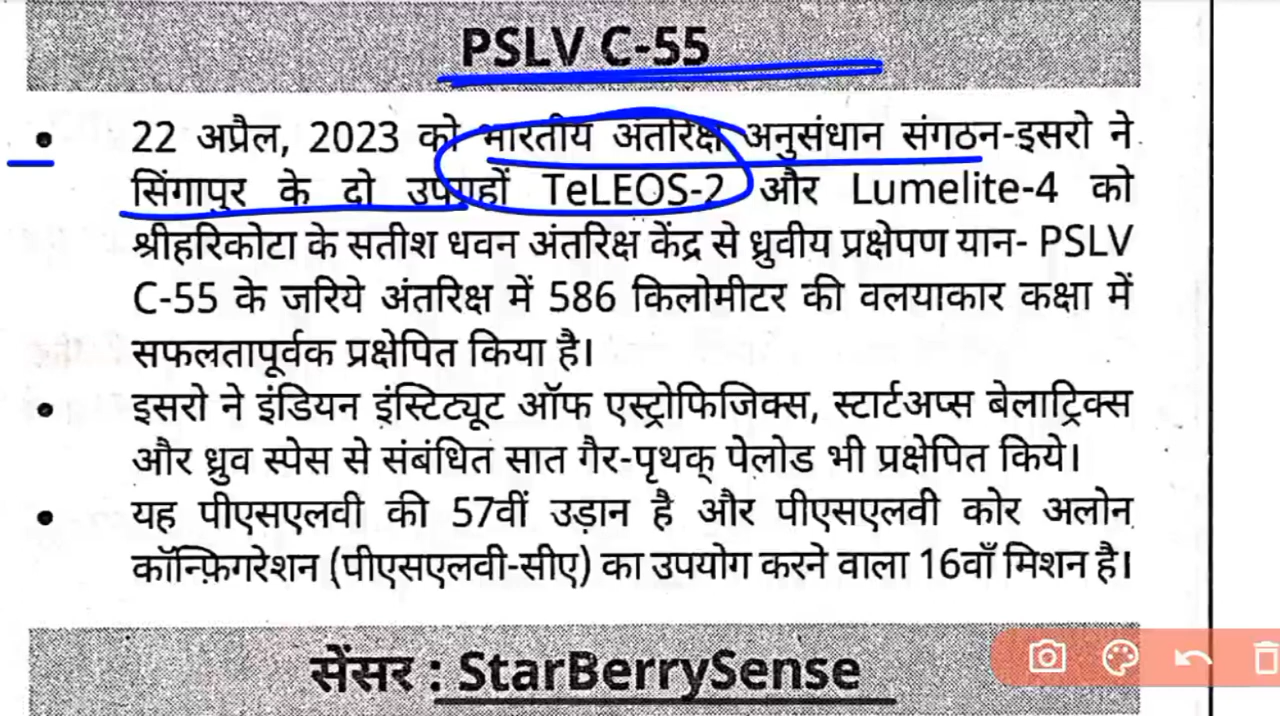 PSLV C-55
• 22 अप्रैल, 2023 को भारतीय अंतरिक्ष अनुसंधान संगठन-इसरो ने
सिंगापुर के दो उपग्रहों TeLEOS-2 और Lumelite-4 को
श्रीहरिकोटा के सतीश धवन अंतरिक्ष केंद्र से ध्रुवीय प्रक्षेपण यान- PSLV
C-55 के जरिये अंतरिक्ष में 586 किलोमीटर की वलयाकार कक्षा में
सफलतापूर्वक प्रक्षेपित किया है।
• इसरो ने इंडियन इंस्टिट्यूट ऑफ एस्ट्रोफिजिक्स, स्टार्टअप्स बेलाट्रिक्स
और ध्रुव स्पेस से संबंधित सात गैर-पृथक् पेलोड भी प्रक्षेपित किये।
• यह पीएसएलवी की 57वीं उड़ान है और पीएसएलवी कोर अलोन
कॉन्फ़िगरेशन (पीएसएलवी-सीए) का उपयोग करने वाला 16वाँ मिशन है।
सेंसर : StarBerrySense